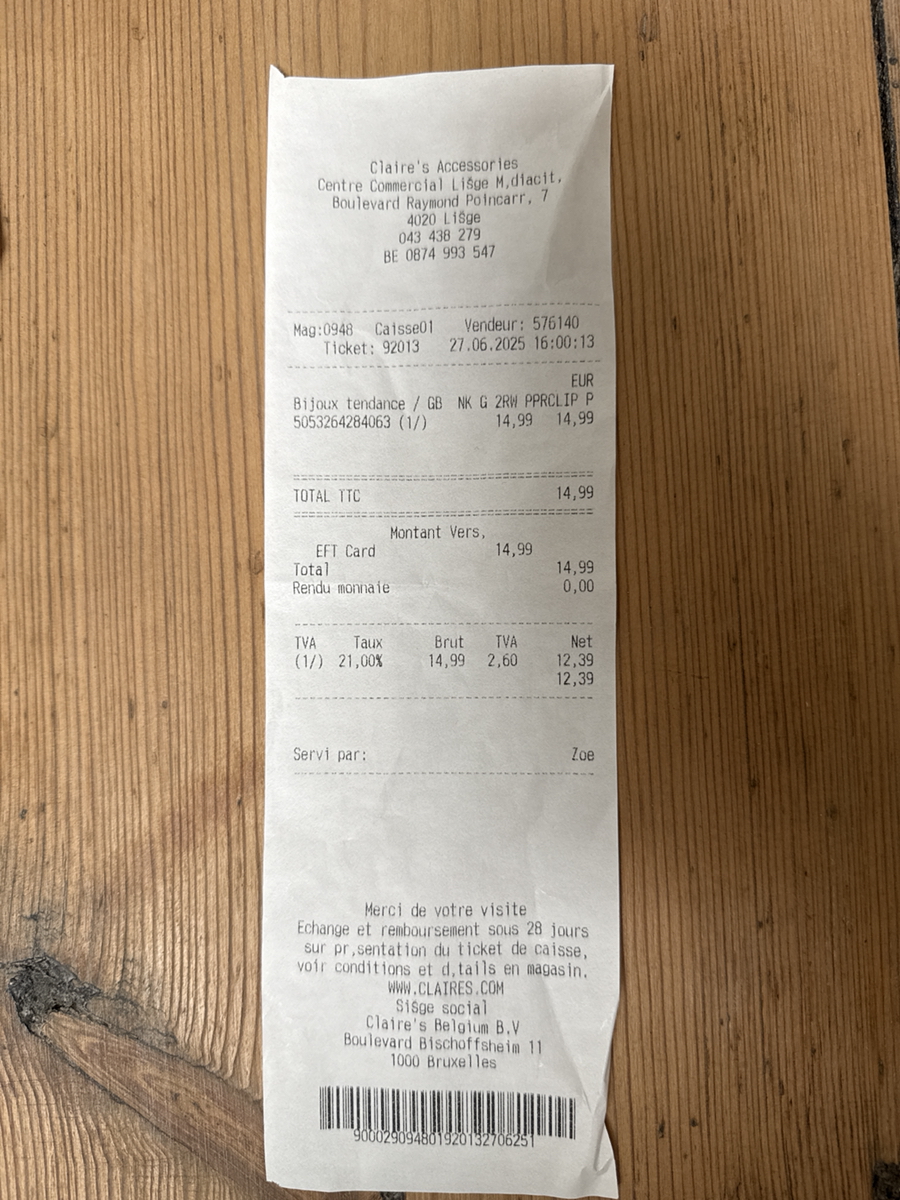 Claire's Accessories
Centre Commercial LiŠge M,diacit,
Boulevard Raymond Poincarr, 7
4020 LiŠge
043 438 279
BE 0874 993 547
Mag:0948 Caisse01 Vendeur: 576140
Ticket: 92013 27.06.2025 16:00:13
EUR
Bijoux tendance / GB NK G 2RW PPRCLIP P
5053264284063 (1/) 14,99 14,99
TOTAL TTC 14,99
Montant Vers,
EFT Card 14,99
Total 14,99
Rendu monnaie 0,00
TVA Taux Brut TVA Net
(1/) 21,00% 14,99 2,60 12,39
12,39
Servi par: Zoe
Merci de votre visite
Echange et remboursement sous 28 jours
sur pr,sentation du ticket de caisse,
voir conditions et d,tails en magasin.
WWW.CLAIRES.COM
SiŠge social
Claire's Belgium B.V
Boulevard Bischoffsheim 11
1000 Bruxelles
900029094801920132706251